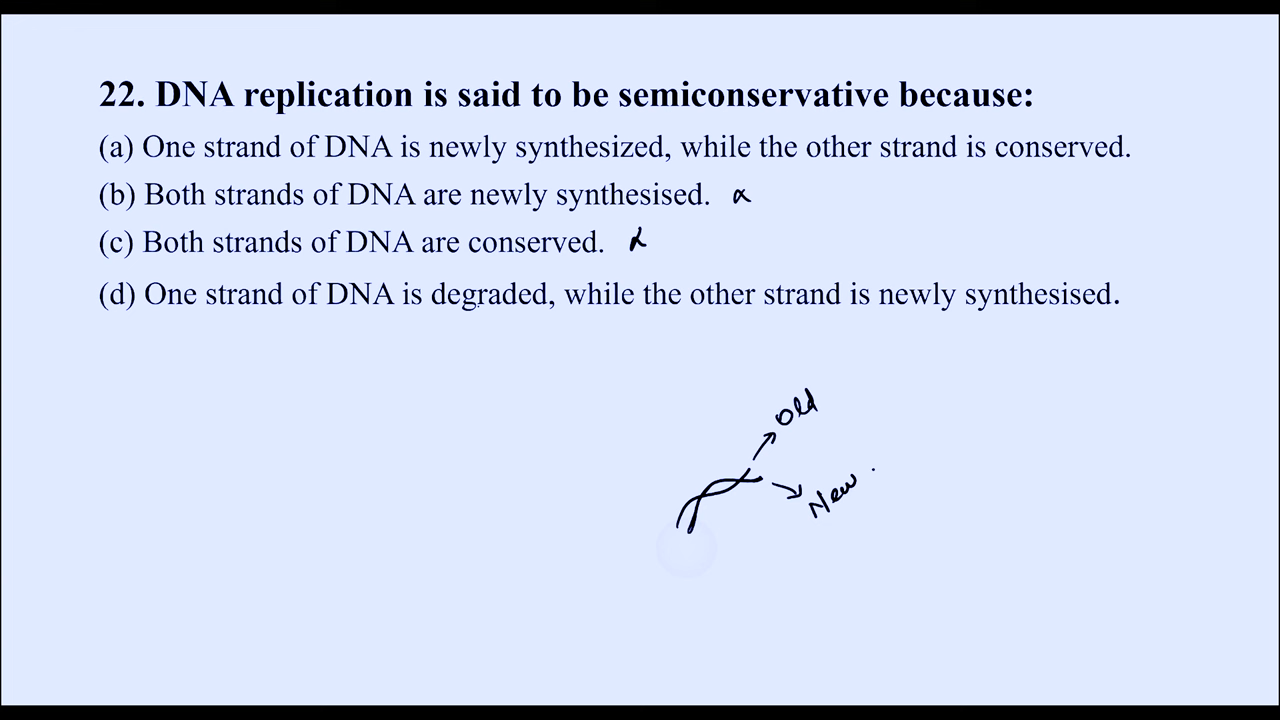 22. DNA replication is said to be semiconservative because:
(a) One strand of DNA is newly synthesized, while the other strand is conserved.
(b) Both strands of DNA are newly synthesised.
(c) Both strands of DNA are conserved.
(d) One strand of DNA is degraded, while the other strand is newly synthesised.
Old
New